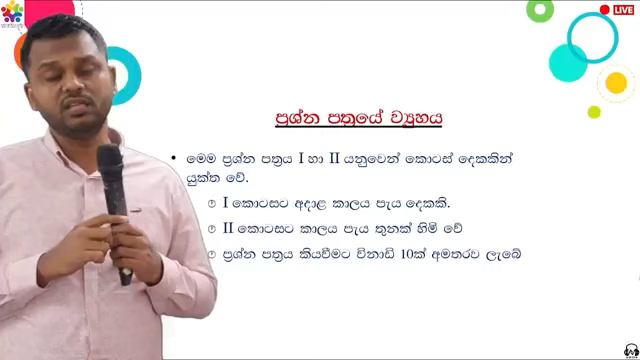 LIVE
ප්‍රශ්න පත්‍රයේ ව්‍යුහය
• මෙම ප්‍රශ්න පත්‍රය I හා II යනුවෙන් කොටස් දෙකකින්
යුක්ත වේ.
I කොටසට අදාළ කාලය පැය දෙකකි.
II කොටසට කාලය පැය තුනක් හිමි වේ
ප්‍රශ්න පත්‍රය කියවීමට විනාඩි 10ක් අමතරව ලැබේ